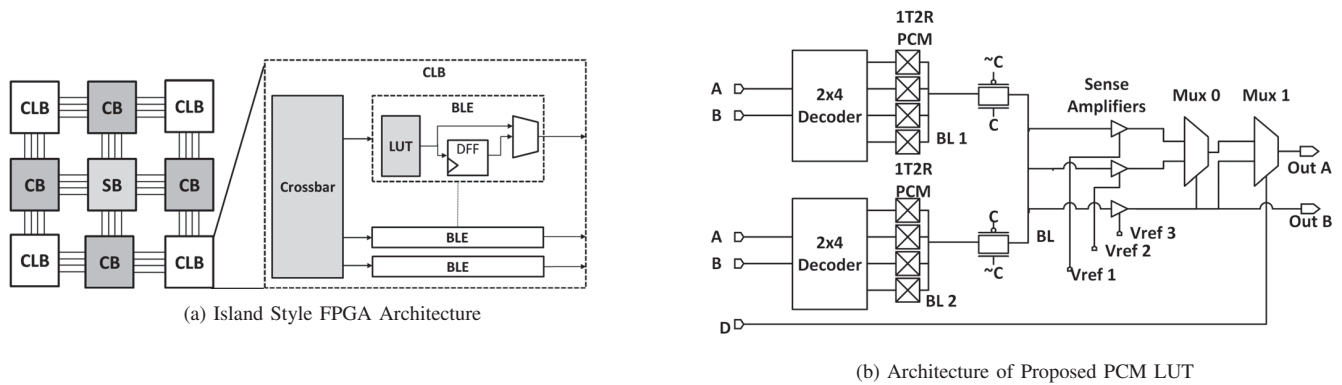 CLB CB CLB
CB SB CB
CLB CB CLB
CLB
Crossbar
BLE
LUT
DFF
BLE
BLE
(a) Island Style FPGA Architecture
1T2R
PCM
A
B
2x4
Decoder
BL 1
~C
C
1T2R
PCM
A
B
2x4
Decoder
BL 2
C
~C
D
BL
Sense
Amplifiers
Mux 0
Mux 1
Vref 3
Vref 2
Vref 1
Out A
Out B
(b) Architecture of Proposed PCM LUT